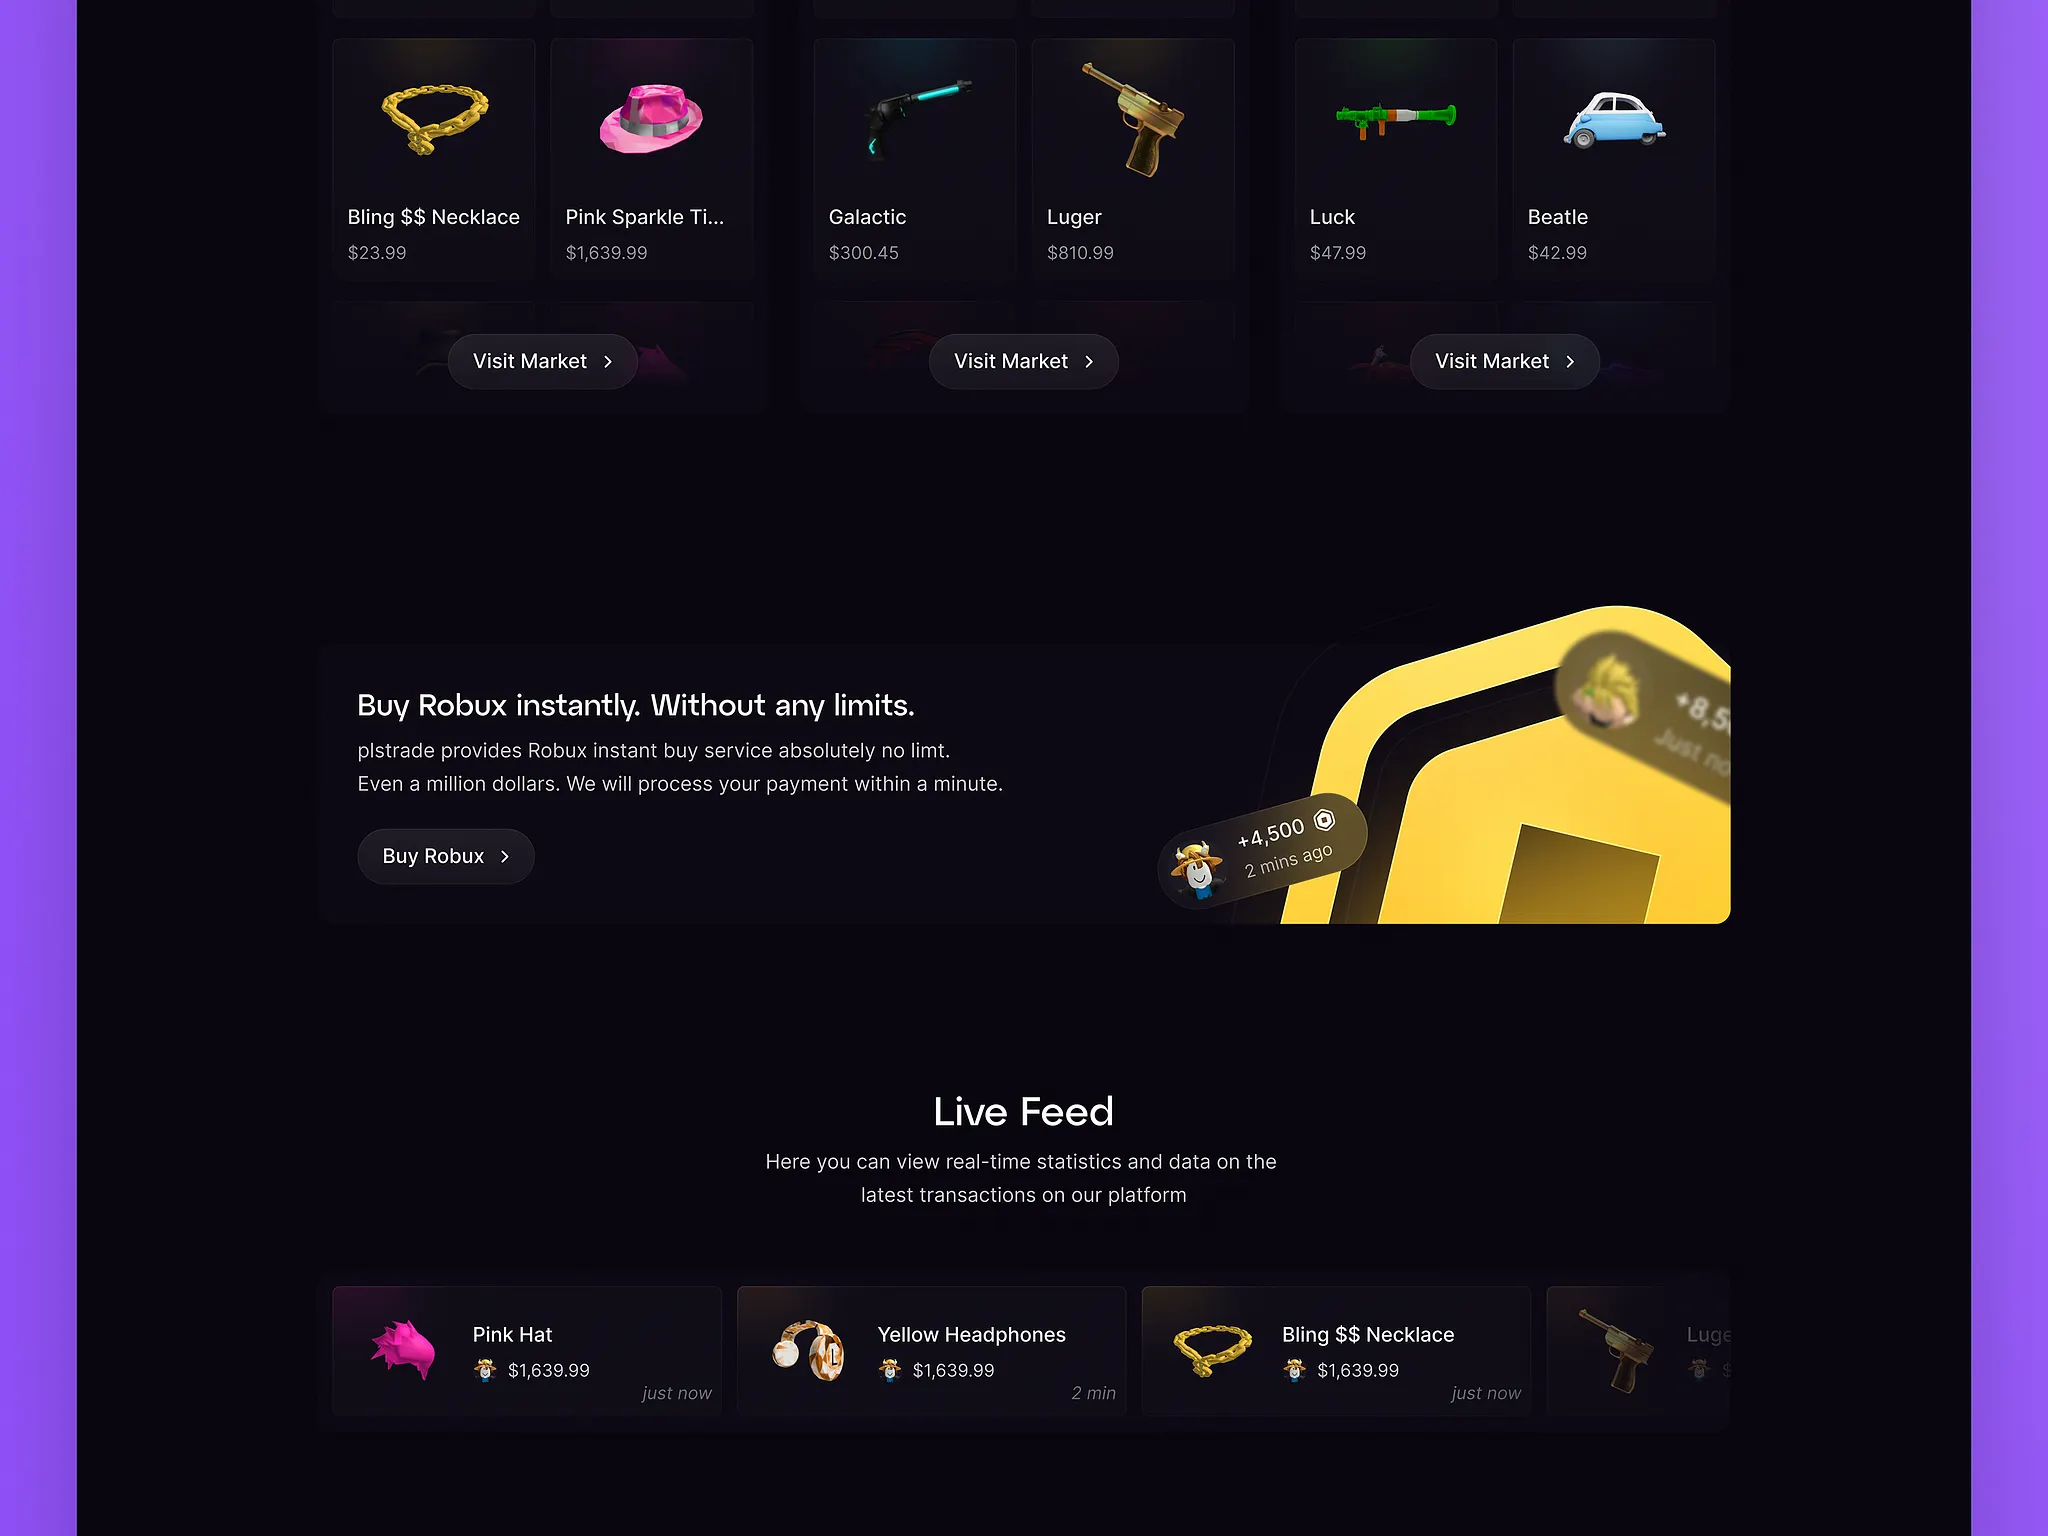 Bling $$ Necklace
$23.99
Pink Sparkle Ti...
$1,639.99
Galactic
$300.45
Luger
$810.99
Luck
$47.99
Beatle
$42.99
Visit Market
Visit Market
Visit Market
Buy Robux instantly. Without any limits.
plstrade provides Robux instant buy service absolutely no limt.
Even a million dollars. We will process your payment within a minute.
Buy Robux
+8,5
Just no
+4,500
2 mins ago
Live Feed
Here you can view real-time statistics and data on the
latest transactions on our platform
Pink Hat
$1,639.99
just now
Yellow Headphones
$1,639.99
2 min
Bling $$ Necklace
$1,639.99
just now
Luge
$